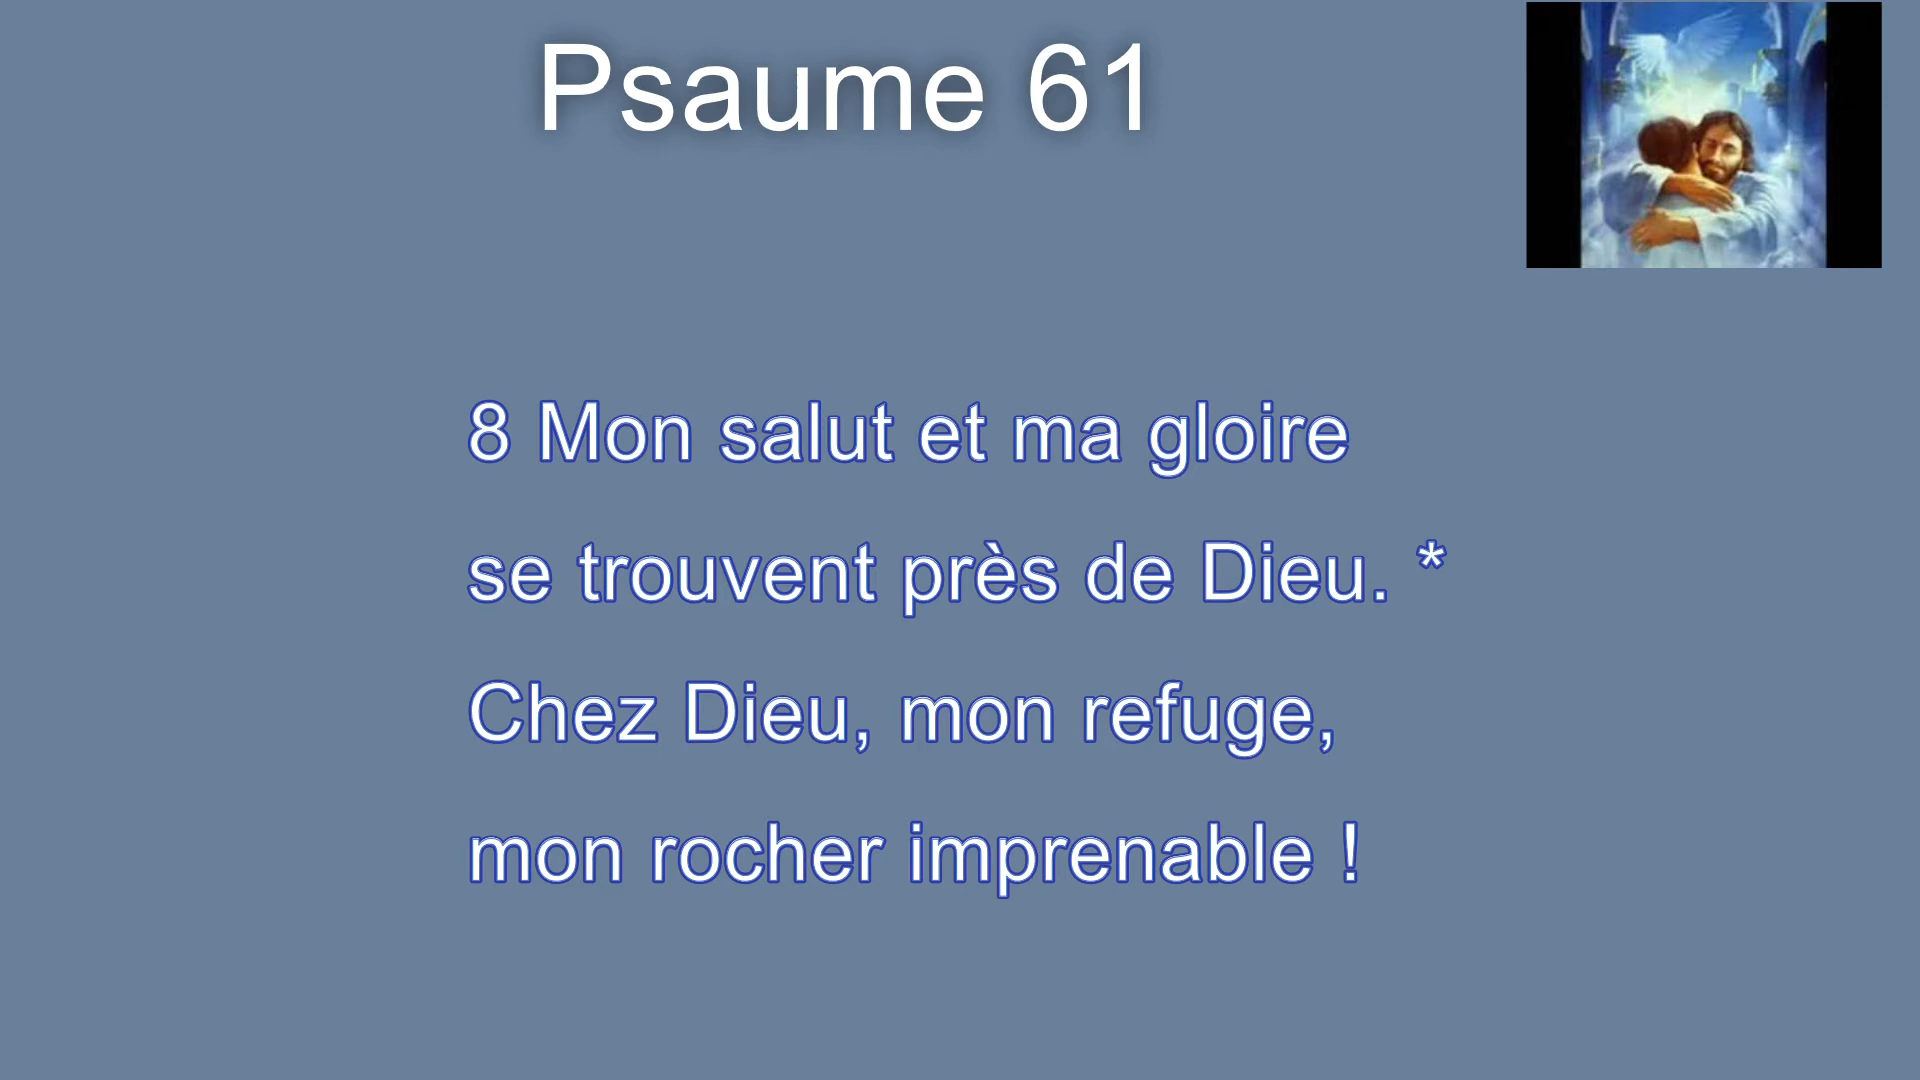 Psaume 61
8 Mon salut et ma gloire
se trouvent près de Dieu. *
Chez Dieu, mon refuge,
mon rocher imprenable !